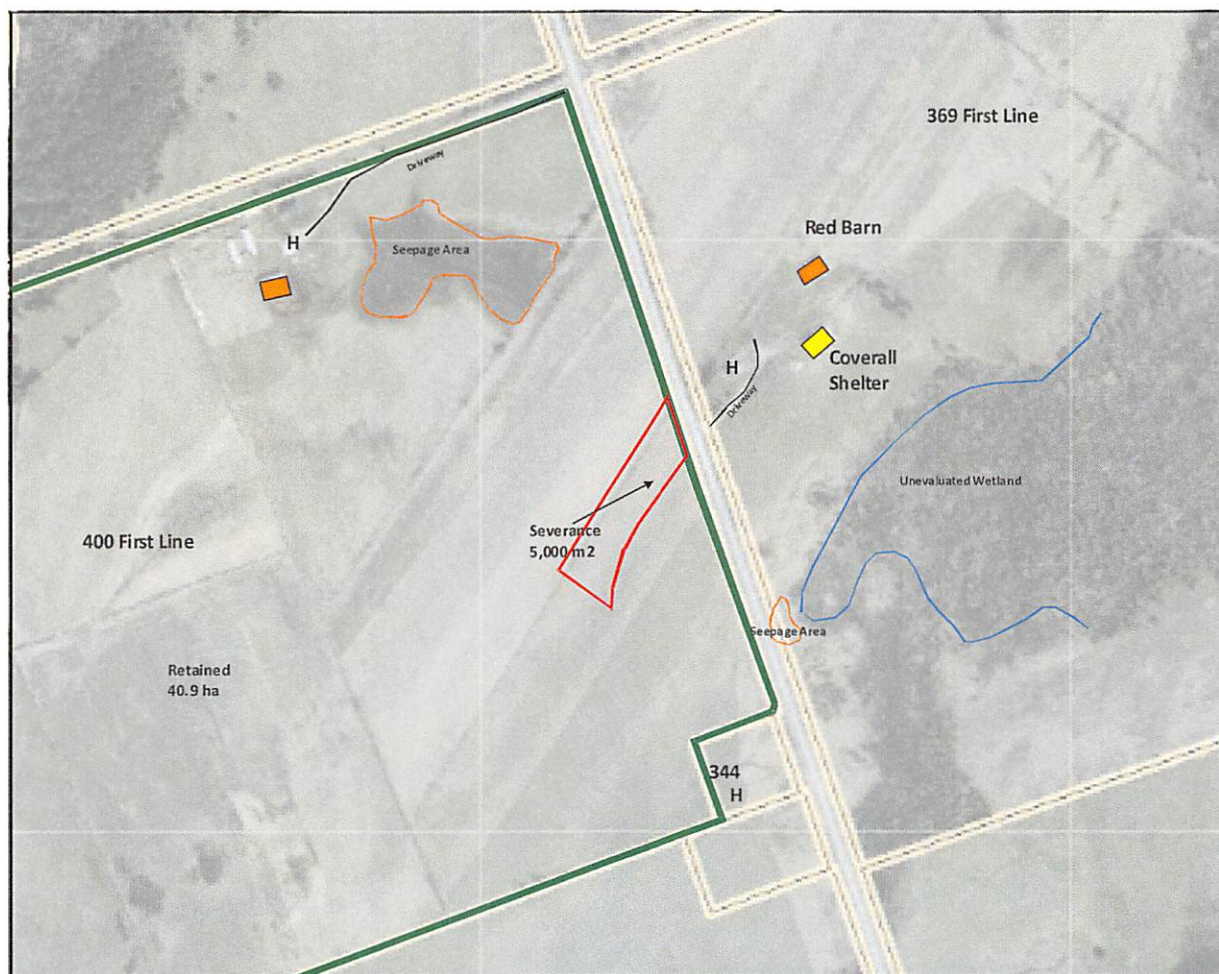 369 First Line
Driveway
Red Barn
H
Seepage Area
Coverall
Shelter
H
Driveway
Unevaluated Wetland
Severance
5,000 m2
400 First Line
Seepage Area
Retained
40.9 ha
344
H